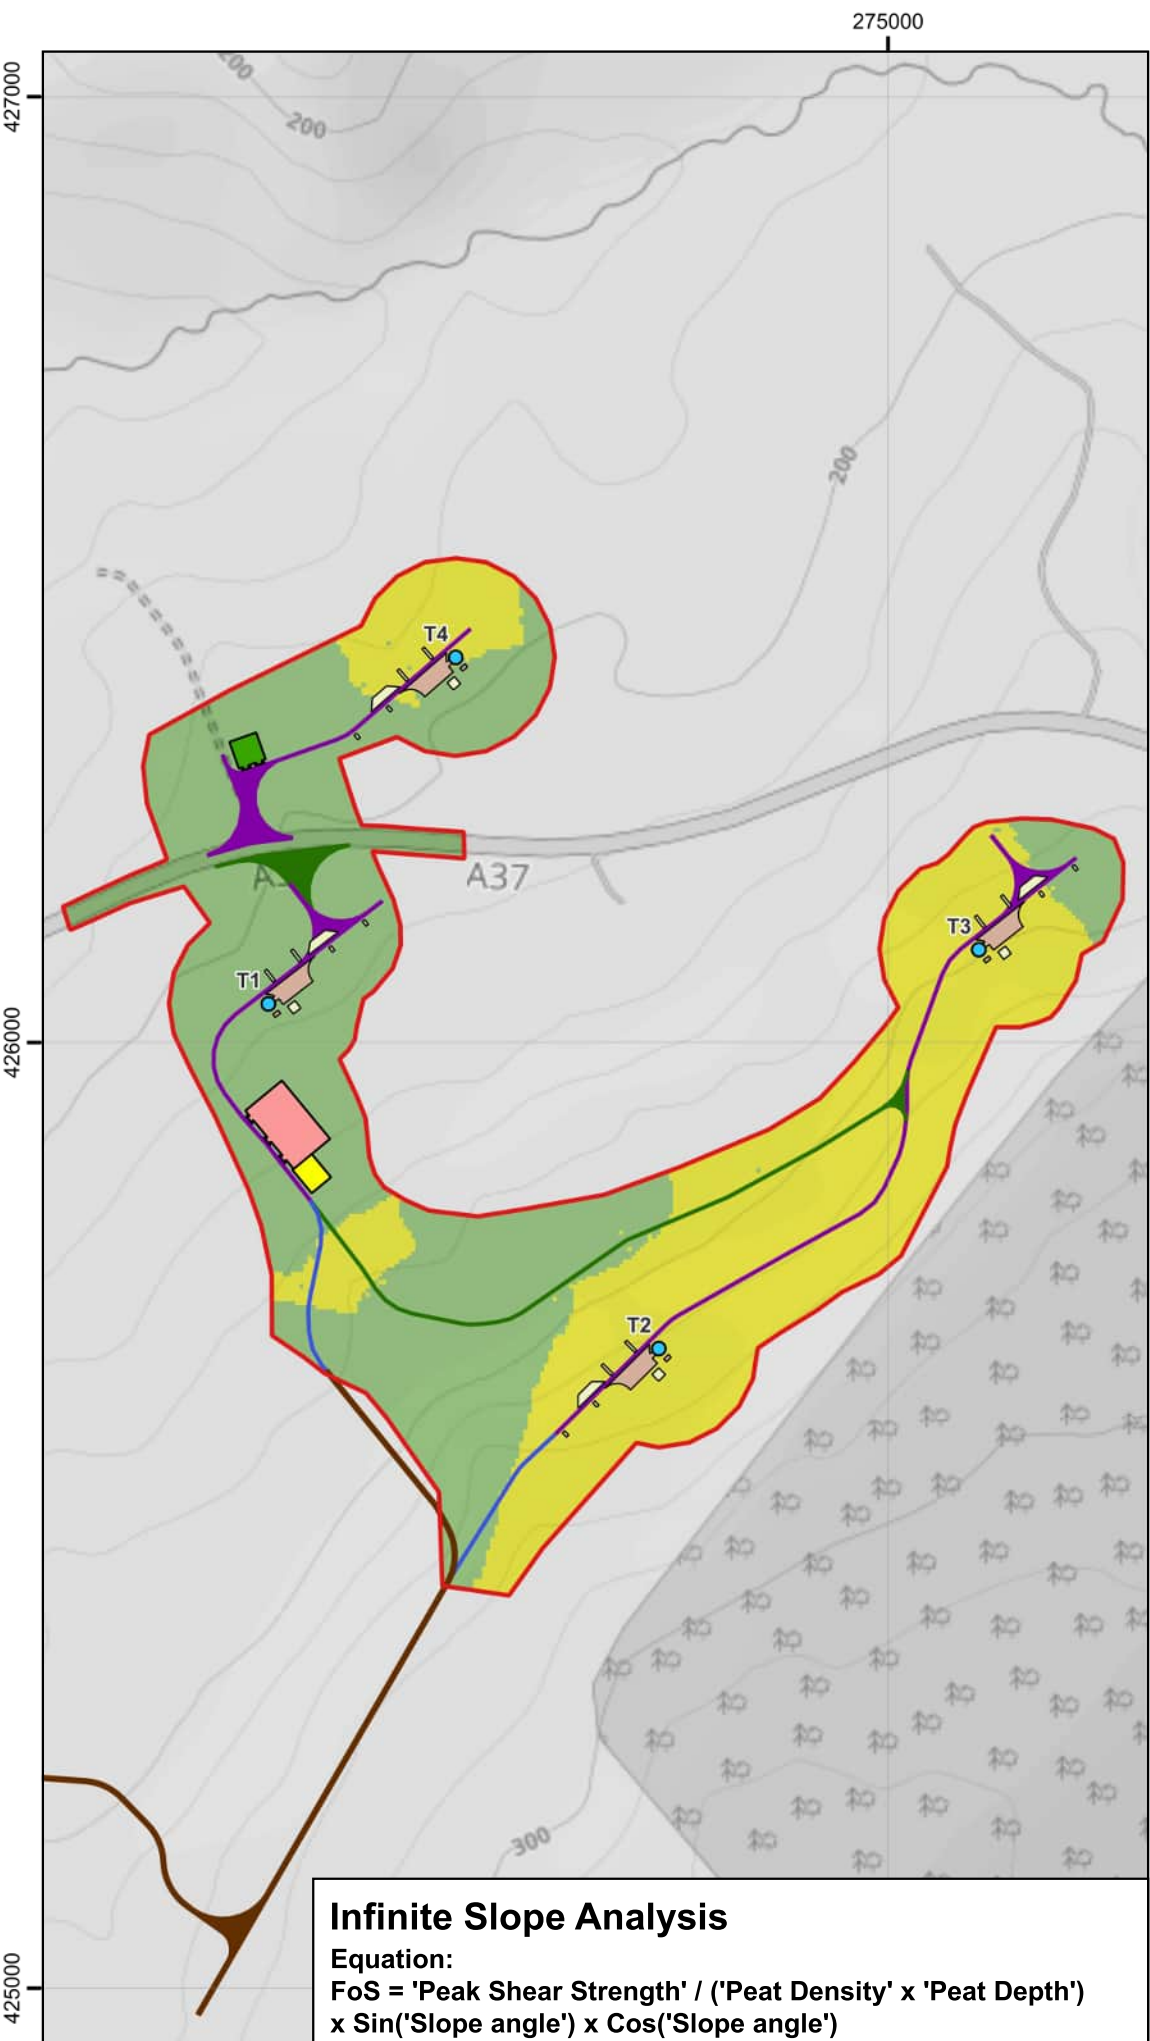 275000
427000
200
200
200
T4
A37
T3
T1
426000
T2
300
425000
Infinite Slope Analysis
Equation:
FoS = 'Peak Shear Strength' / ('Peat Density' x 'Peat Depth')
x Sin('Slope angle') x Cos('Slope angle')